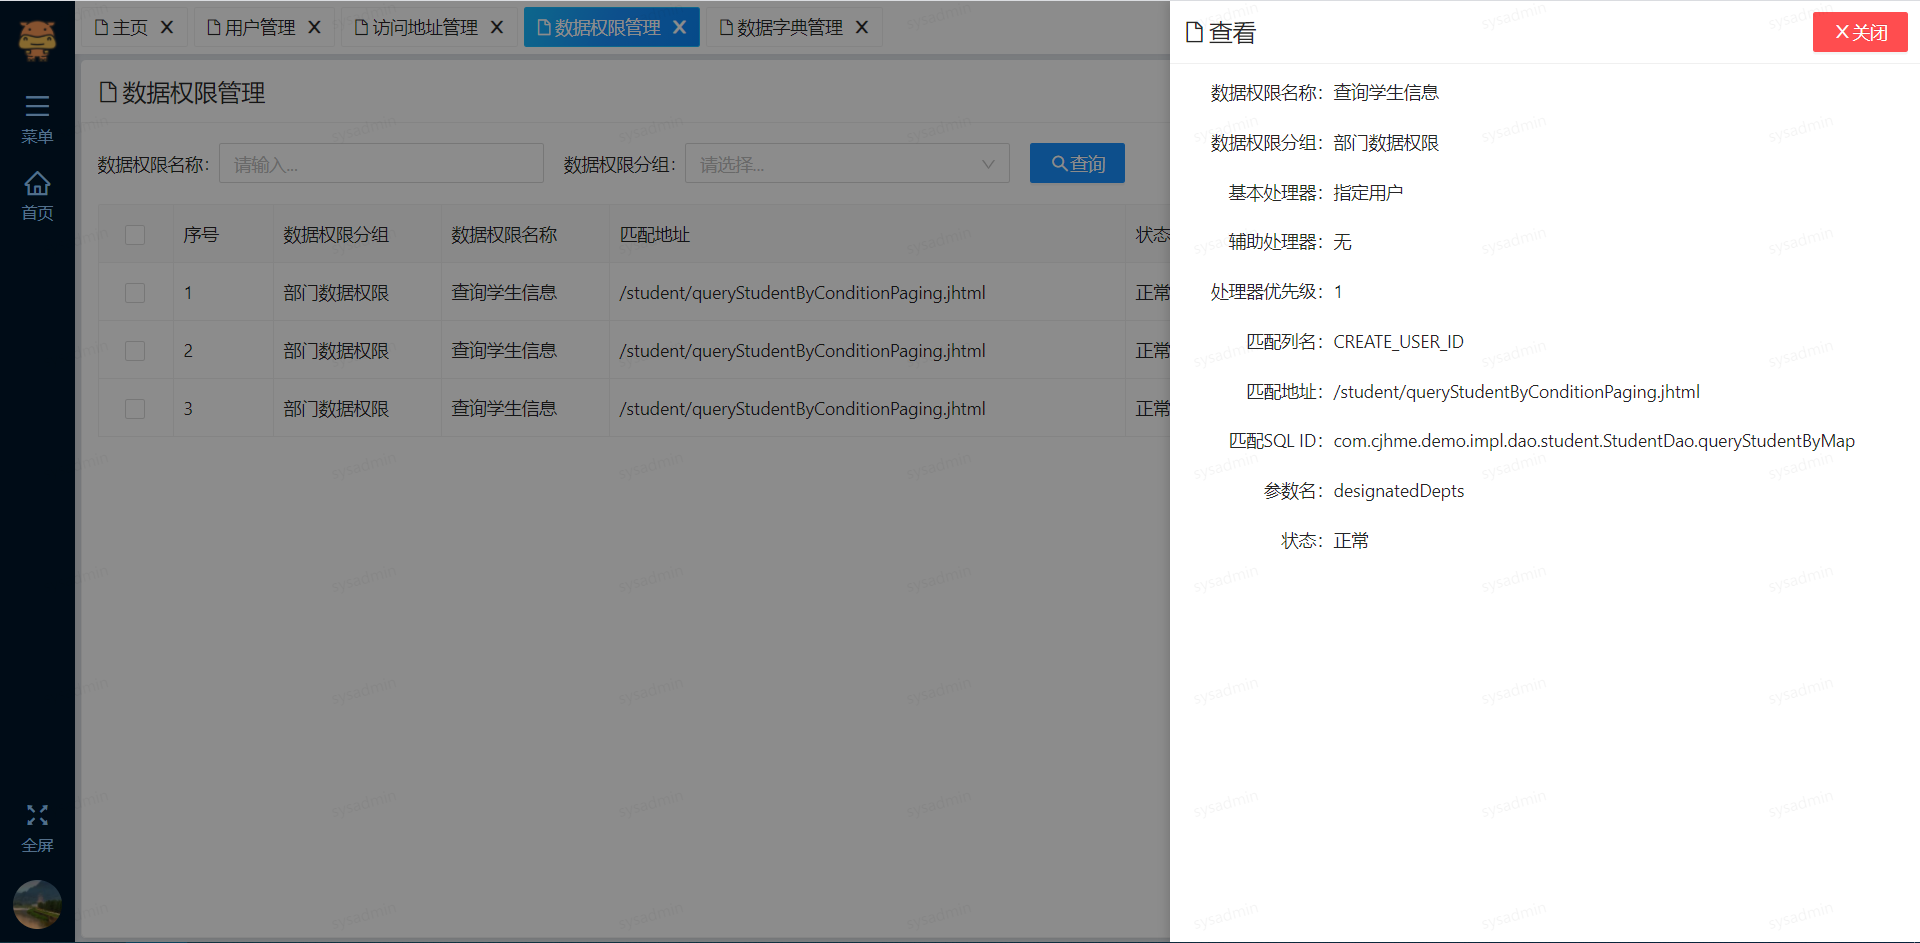 主页 X 用户管理 X 访问地址管理 X 数据权限管理 X 数据字典管理 X
菜单
首页
全屏
数据权限管理
数据权限名称： 请输入... 数据权限分组： 请选择... 查询
序号 数据权限分组 数据权限名称 匹配地址 状态
1 部门数据权限 查询学生信息 /student/queryStudentByConditionPaging.jhtml 正常
2 部门数据权限 查询学生信息 /student/queryStudentByConditionPaging.jhtml 正常
3 部门数据权限 查询学生信息 /student/queryStudentByConditionPaging.jhtml 正常
查看 X关闭
数据权限名称： 查询学生信息
数据权限分组： 部门数据权限
基本处理器： 指定用户
辅助处理器： 无
处理器优先级： 1
匹配列名： CREATE_USER_ID
匹配地址： /student/queryStudentByConditionPaging.jhtml
匹配SQL ID： com.cjhme.demo.impl.dao.student.StudentDao.queryStudentByMap
参数名： designatedDepts
状态： 正常
sysadmin